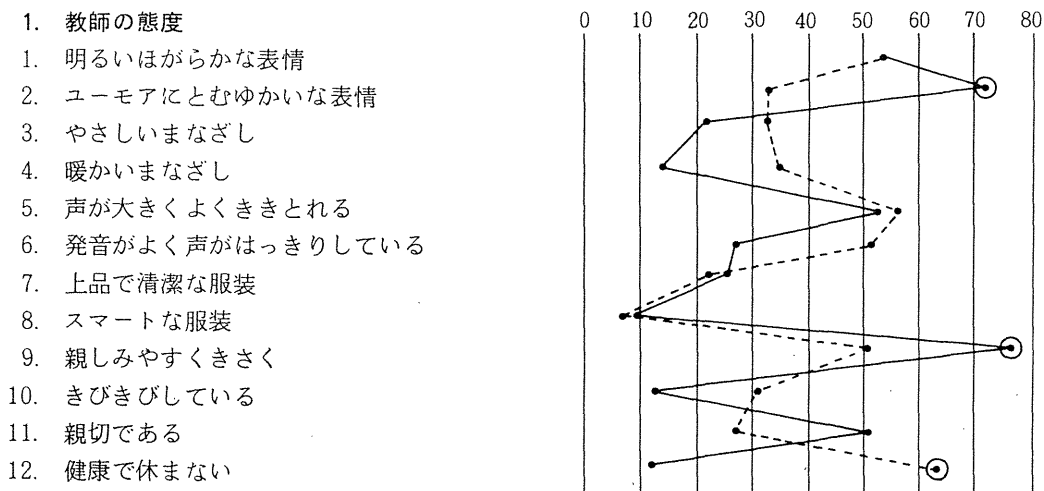 1. 教師の態度
0 10 20 30 40 50 60 70 80
1. 明るいほがらかな表情
2. ユーモアにとむゆかいな表情
3. やさしいまなざし
4. 暖かいまなざし
5. 声が大きくよくききとれる
6. 発音がよく声がはっきりしている
7. 上品で清潔な服装
8. スマートな服装
9. 親しみやすくきさく
10. きびきびしている
11. 親切である
12. 健康で休まない